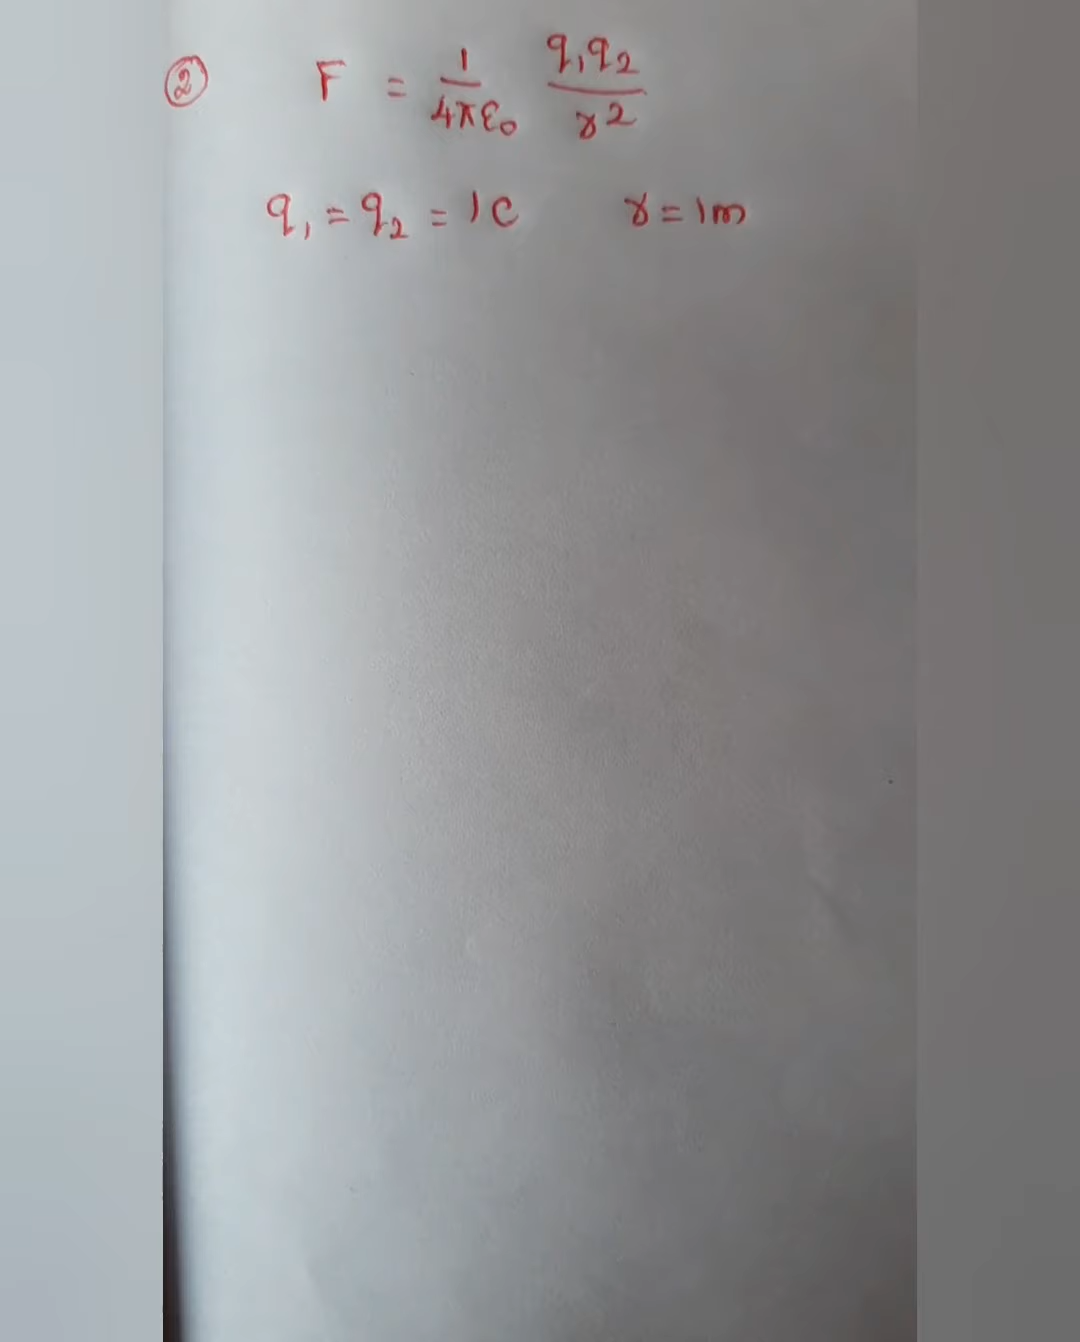 ② F = 1/4πε₀ q₁q₂/r²
q₁ = q₂ = 1C r = 1m